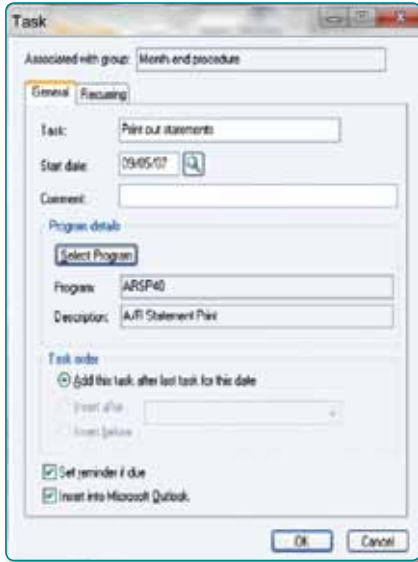 Task
Associated with group: Month end procedure
General Recurring
Task: Print out statements
Start date: 09/05/07
Comment:
Program details
Select Program
Program: ARSP40
Description: A/R Statement Print
Task order
Add this task after last task for this date
Insert after
Insert before
Set reminder if due
Insert into Microsoft Outlook
OK Cancel